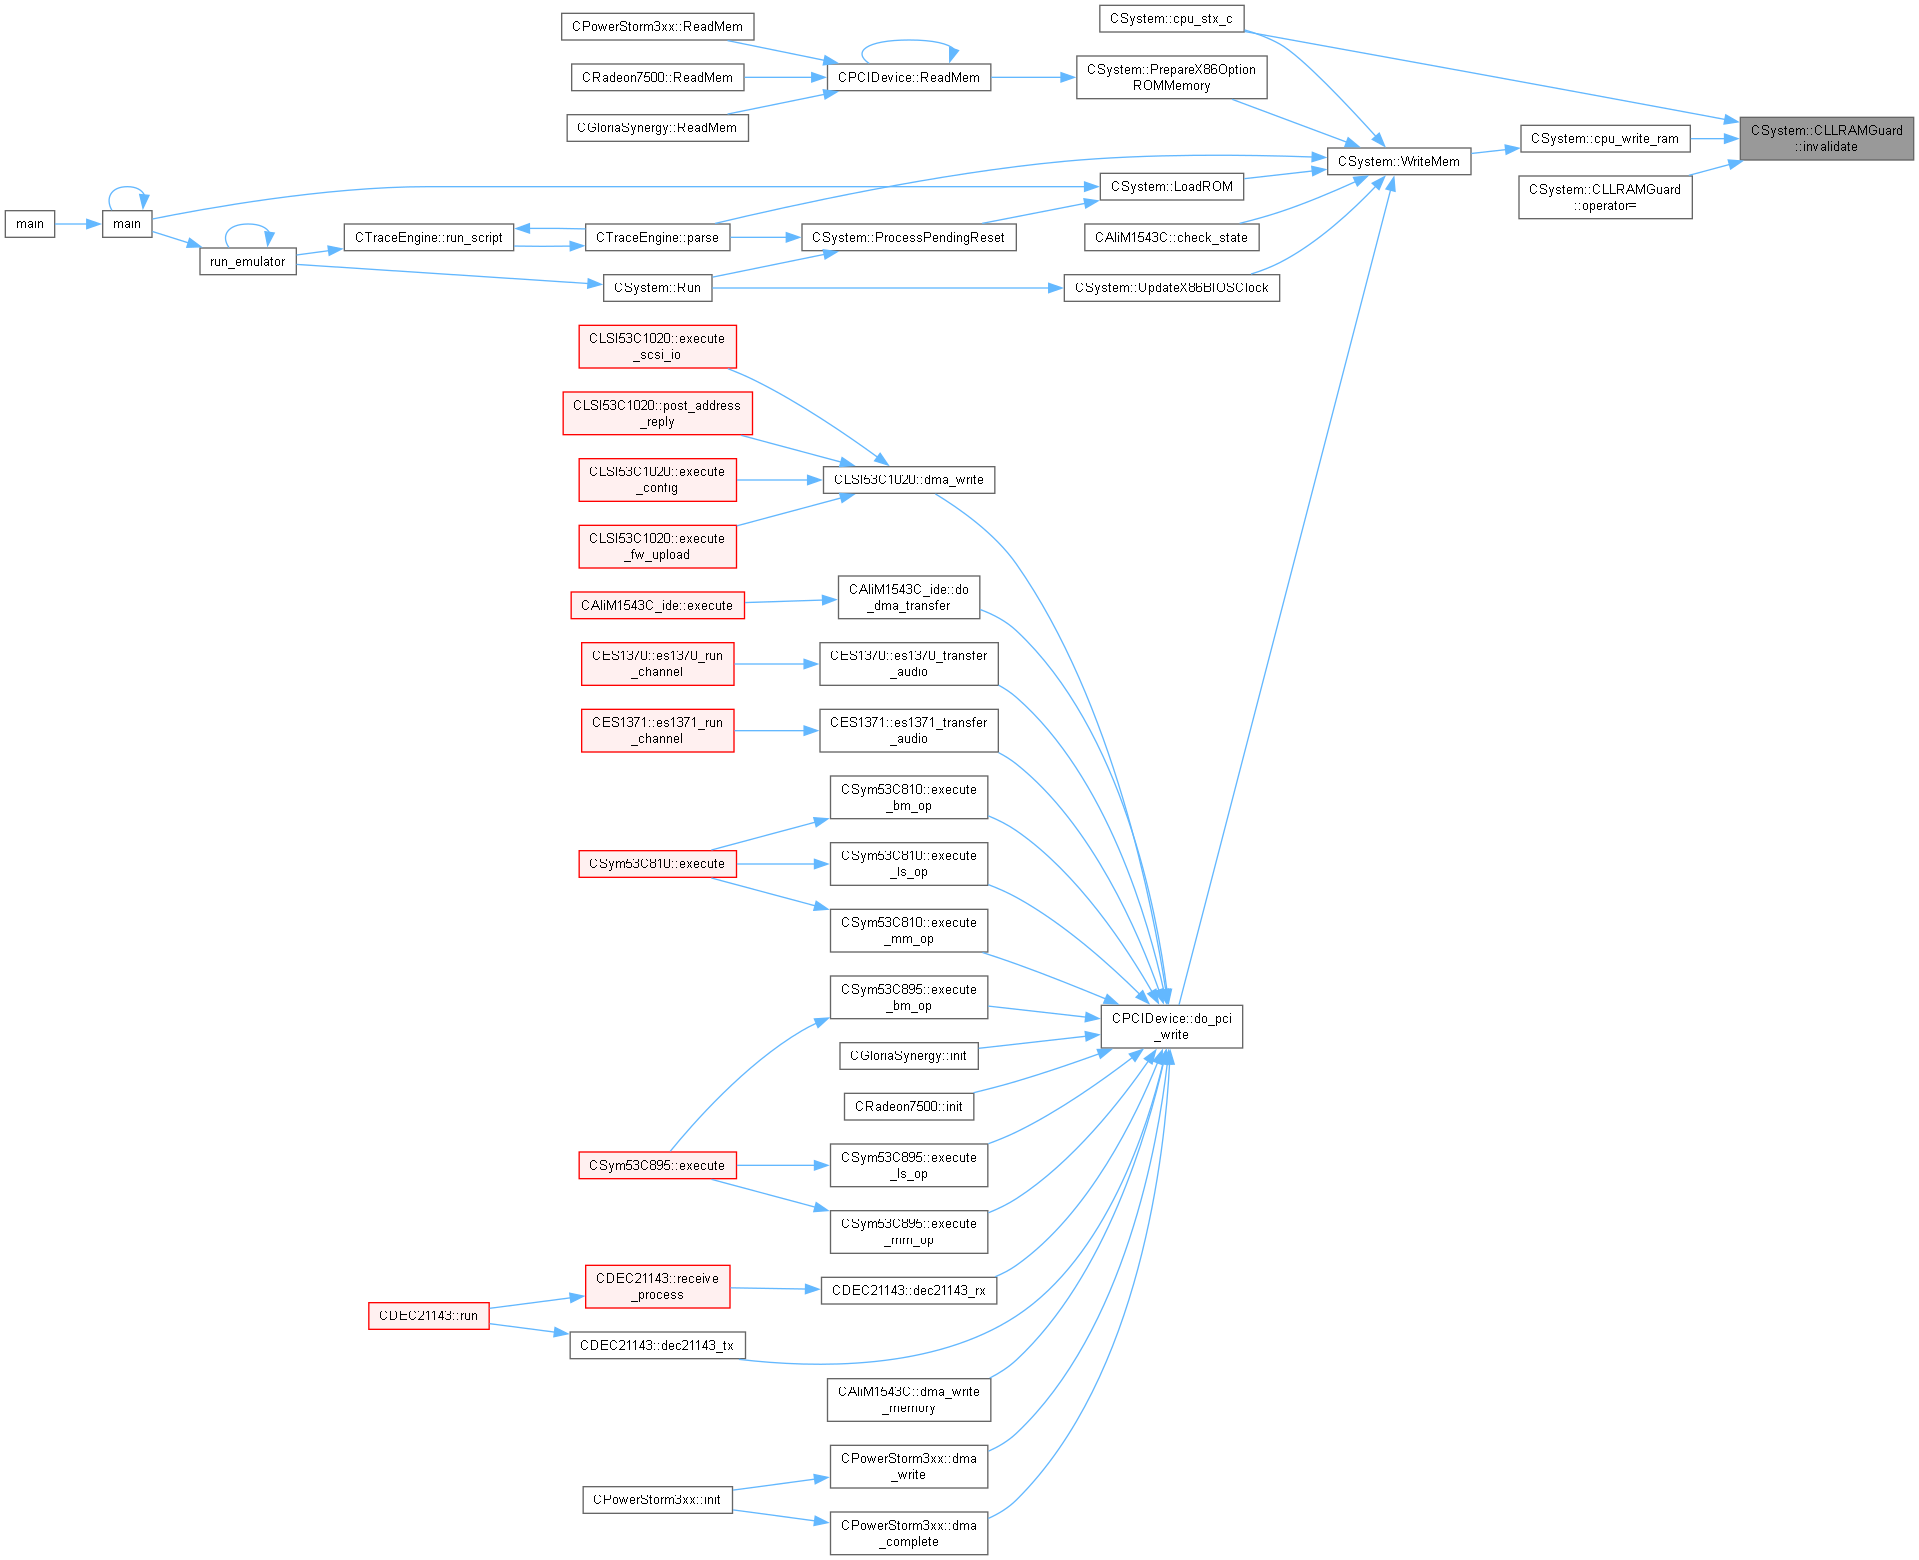 CPowerStorm3xx::ReadMem
CRadeon7500::ReadMem
CGloriaSynergy::ReadMem
CPCIDevice::ReadMem
CSystem::cpu_stx_c
CSystem::PrepareX86Option
ROMMemory
CSystem::WriteMem
CSystem::cpu_write_ram
CSystem::CLLRAMGuard
::invalidate
CSystem::CLLRAMGuard
::operator=
CSystem::LoadROM
main
main
run_emulator
CTraceEngine::run_script
CTraceEngine::parse
CSystem::ProcessPendingReset
CAliM1543C::check_state
CSystem::Run
CSystem::UpdateX86BIOSClock
CLSI53C1020::execute
_scsi_io
CLSI53C1020::post_address
_reply
CLSI53C1020::execute
_config
CLSI53C1020::dma_write
CLSI53C1020::execute
_fw_upload
CAliM1543C_ide::execute
CAliM1543C_ide::do
_dma_transfer
CES1370::es1370_run
_channel
CES1370::es1370_transfer
_audio
CES1371::es1371_run
_channel
CES1371::es1371_transfer
_audio
CSym53C810::execute
_bm_op
CSym53C810::execute
CSym53C810::execute
_ls_op
CSym53C810::execute
_mm_op
CSym53C895::execute
_bm_op
CPCIDevice::do_pci
_write
CGloriaSynergy::init
CRadeon7500::init
CSym53C895::execute
CSym53C895::execute
_ls_op
CSym53C895::execute
_mm_op
CDEC21143::receive
_process
CDEC21143::dec21143_rx
CDEC21143::run
CDEC21143::dec21143_tx
CAliM1543C::dma_write
_memory
CPowerStorm3xx::dma
_write
CPowerStorm3xx::init
CPowerStorm3xx::dma
_complete